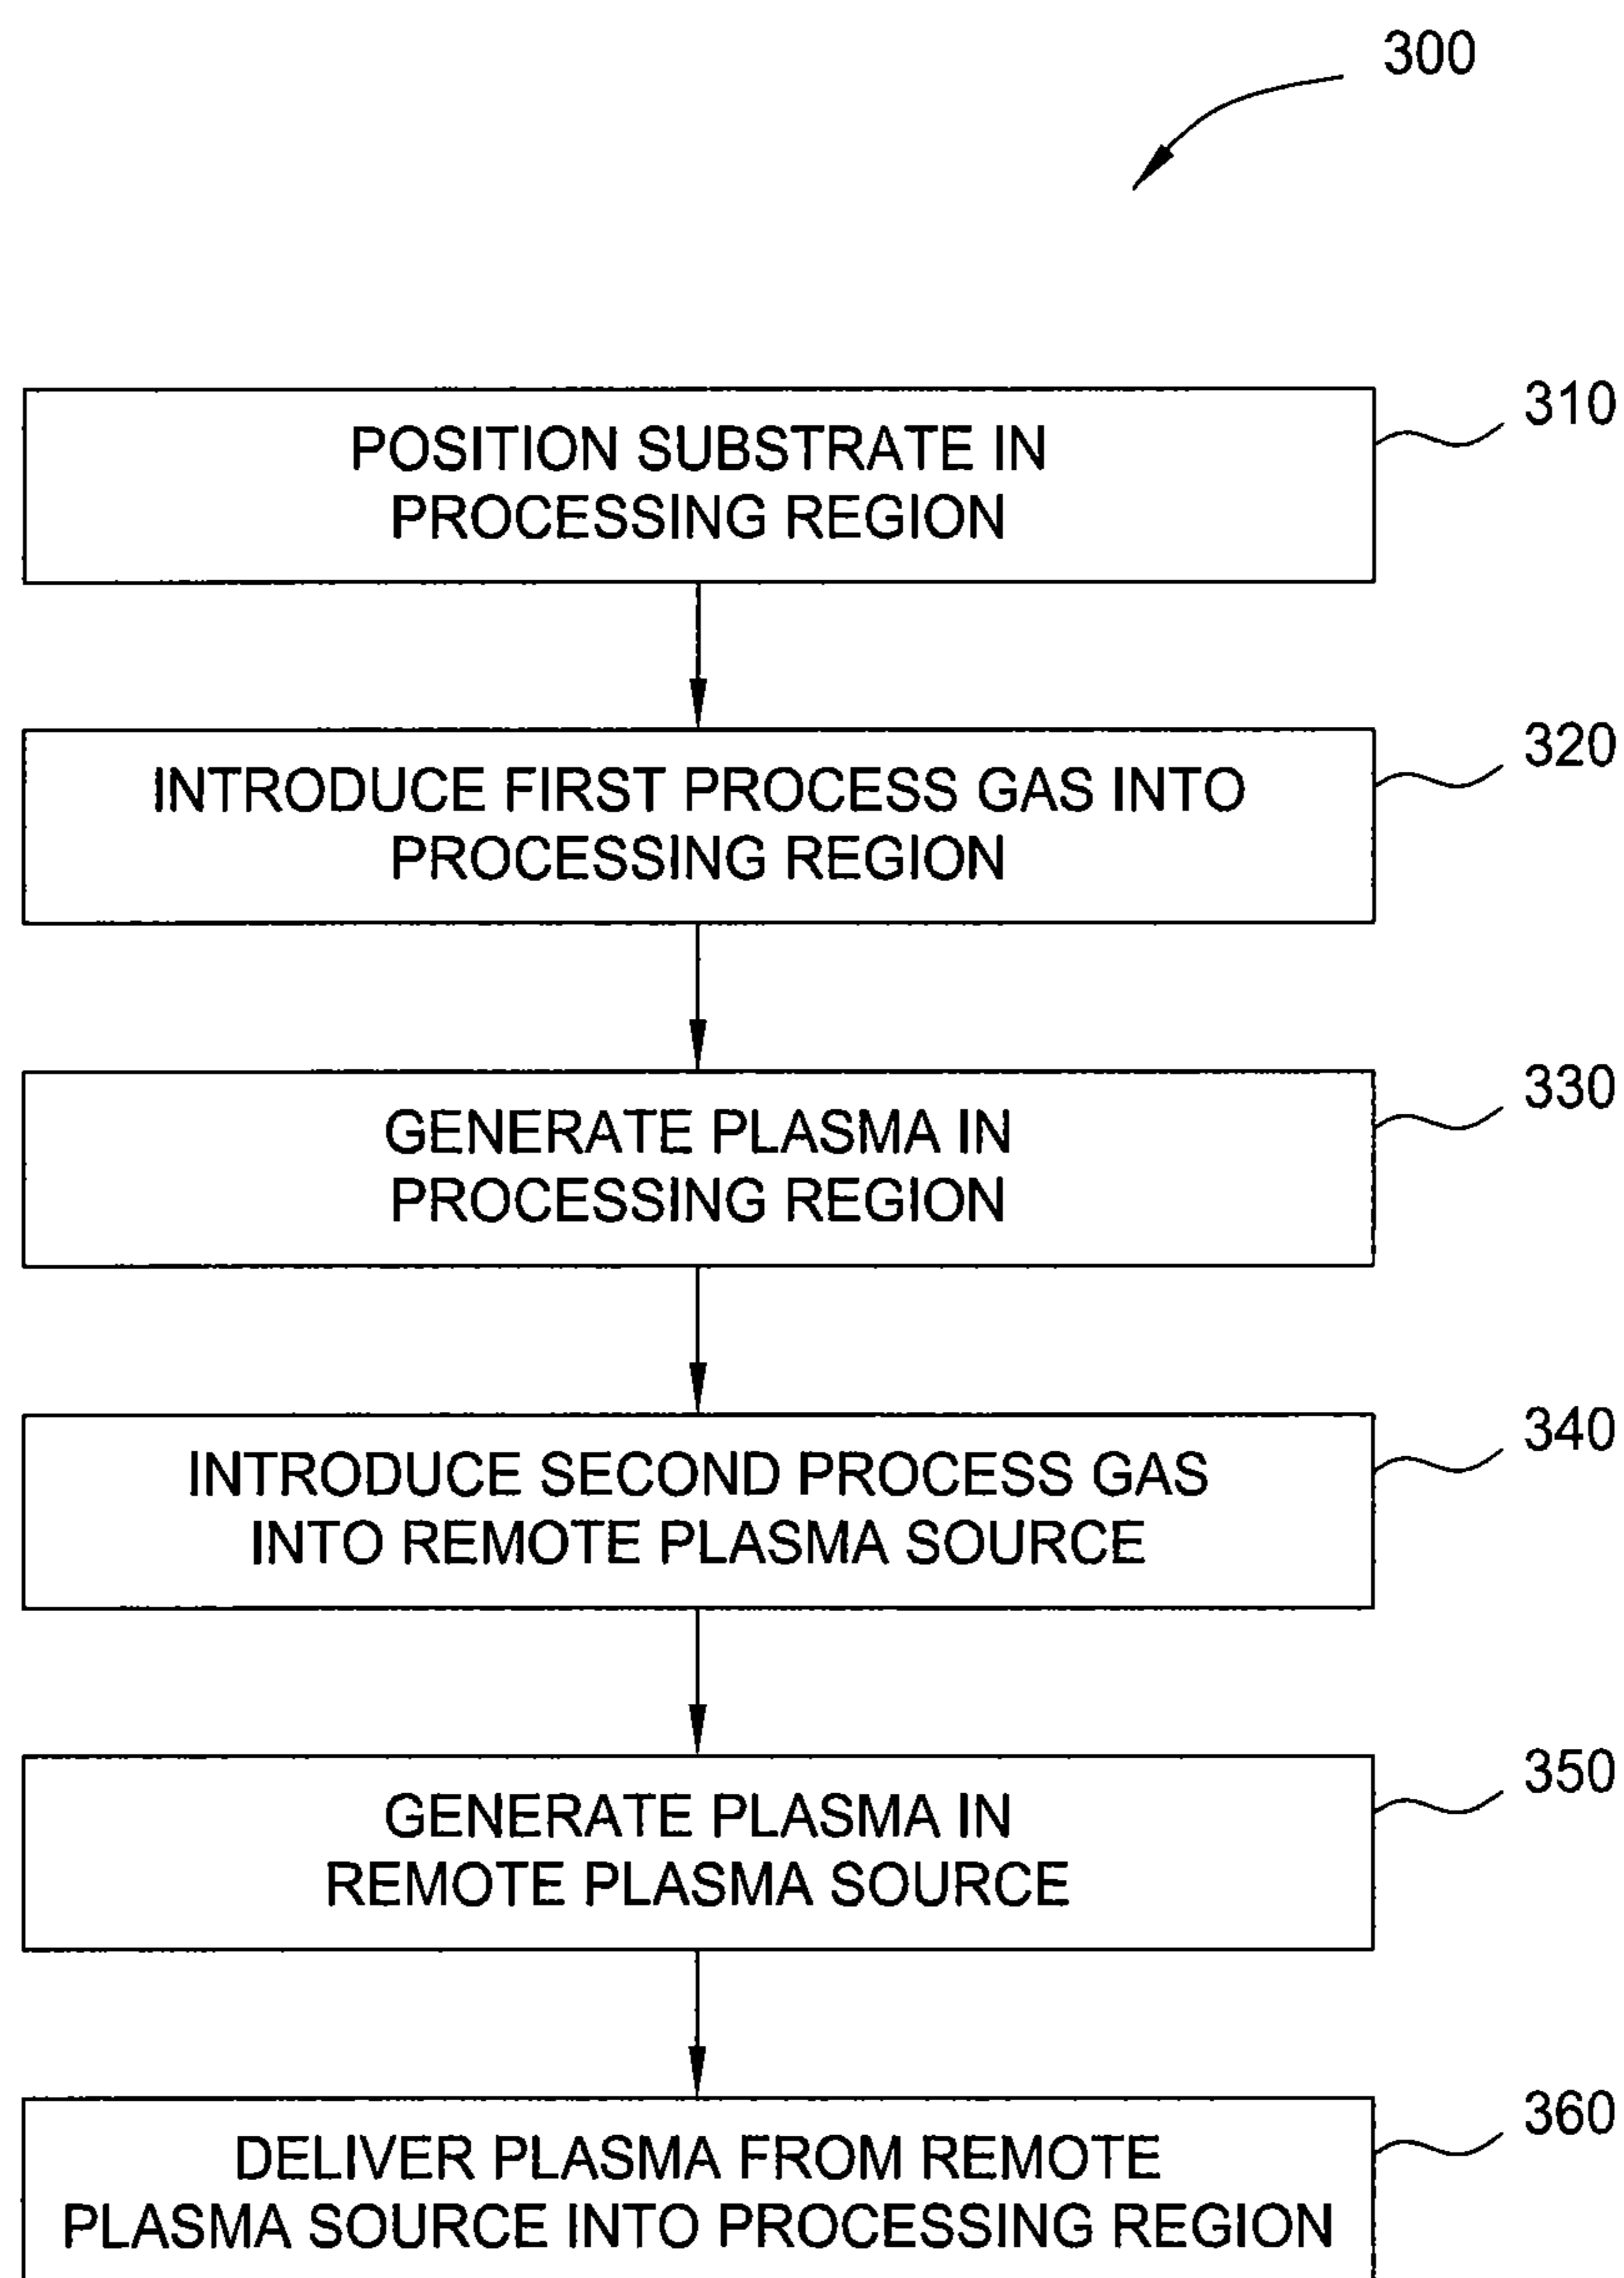 300
POSITION SUBSTRATE IN
PROCESSING REGION
310
INTRODUCE FIRST PROCESS GAS INTO
PROCESSING REGION
320
GENERATE PLASMA IN
PROCESSING REGION
330
INTRODUCE SECOND PROCESS GAS
INTO REMOTE PLASMA SOURCE
340
GENERATE PLASMA IN
REMOTE PLASMA SOURCE
350
DELIVER PLASMA FROM REMOTE
PLASMA SOURCE INTO PROCESSING REGION
360